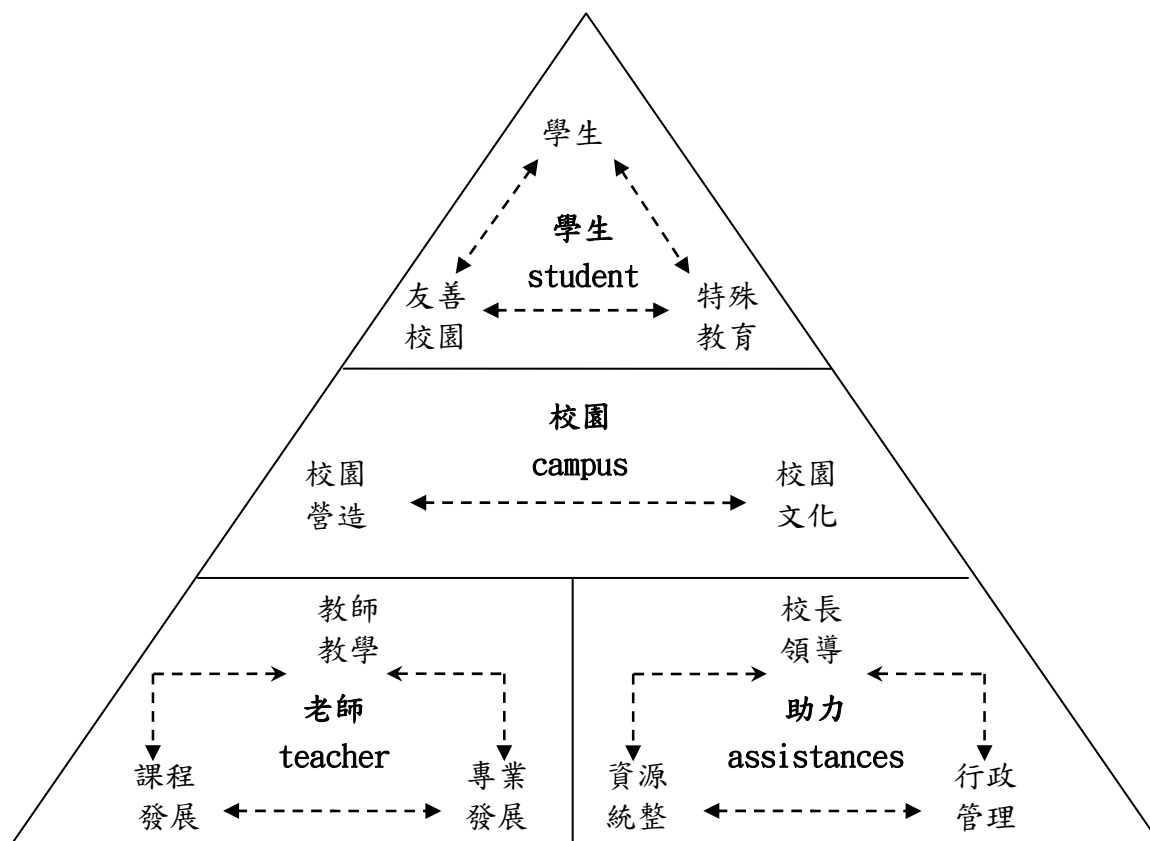 學生
學生
student
友善
校園
特殊
教育
校園
campus
校園
營造
校園
文化
教師
教學
老師
teacher
課程
發展
專業
發展
校長
領導
助力
assistances
資源
統整
行政
管理